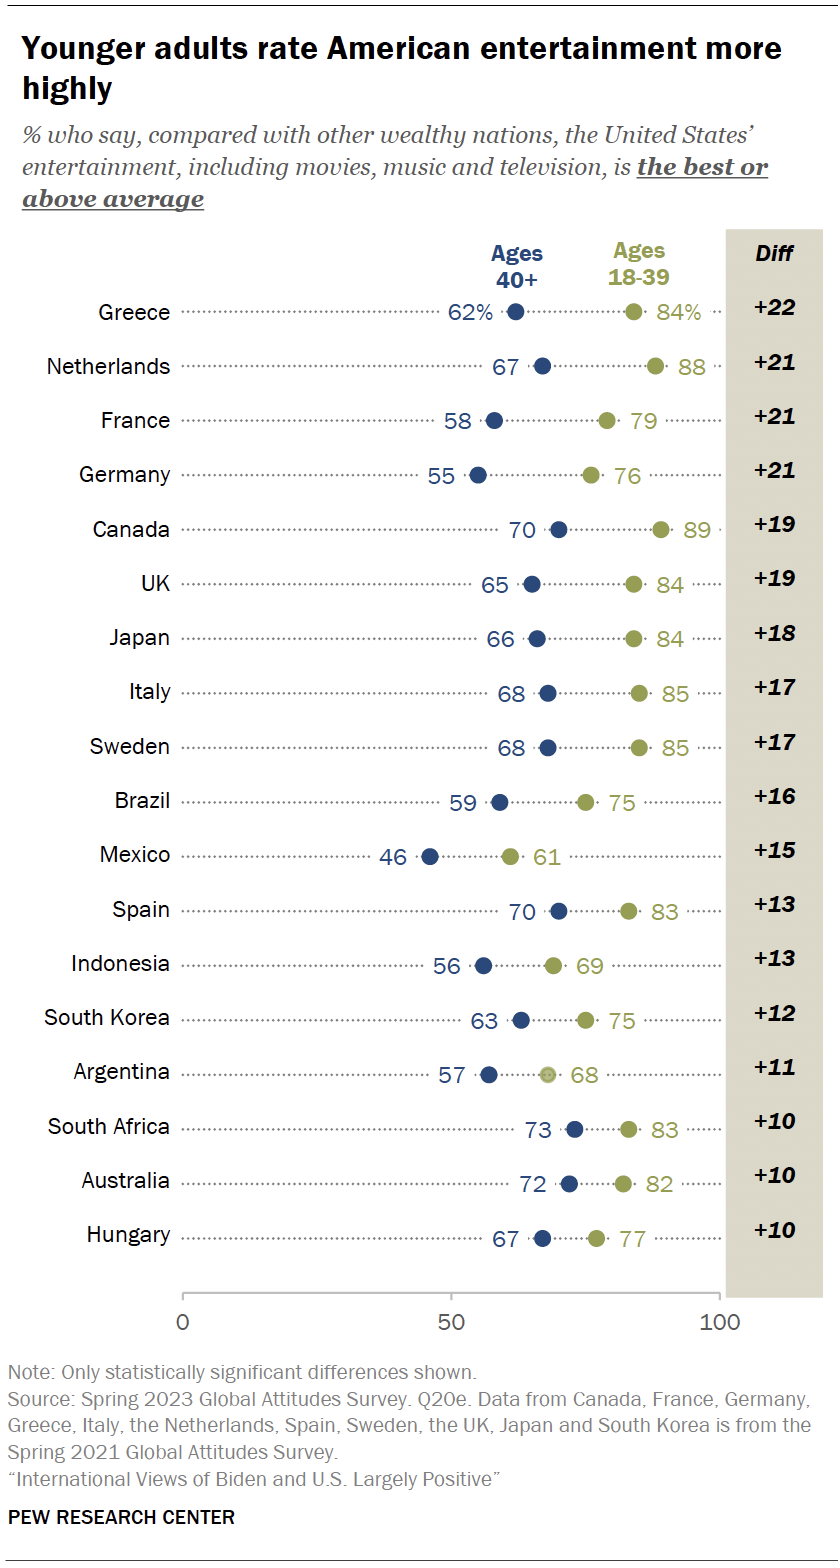 Younger adults rate American entertainment more
highly
% who say, compared with other wealthy nations, the United States’
entertainment, including movies, music and television, is the best or
above average
Ages 40+ Ages 18-39 Diff
Greece 62% 84% +22
Netherlands 67 88 +21
France 58 79 +21
Germany 55 76 +21
Canada 70 89 +19
UK 65 84 +19
Japan 66 84 +18
Italy 68 85 +17
Sweden 68 85 +17
Brazil 59 75 +16
Mexico 46 61 +15
Spain 70 83 +13
Indonesia 56 69 +13
South Korea 63 75 +12
Argentina 57 68 +11
South Africa 73 83 +10
Australia 72 82 +10
Hungary 67 77 +10
0 50 100
Note: Only statistically significant differences shown.
Source: Spring 2023 Global Attitudes Survey. Q20e. Data from Canada, France, Germany,
Greece, Italy, the Netherlands, Spain, Sweden, the UK, Japan and South Korea is from the
Spring 2021 Global Attitudes Survey.
“International Views of Biden and U.S. Largely Positive”
PEW RESEARCH CENTER